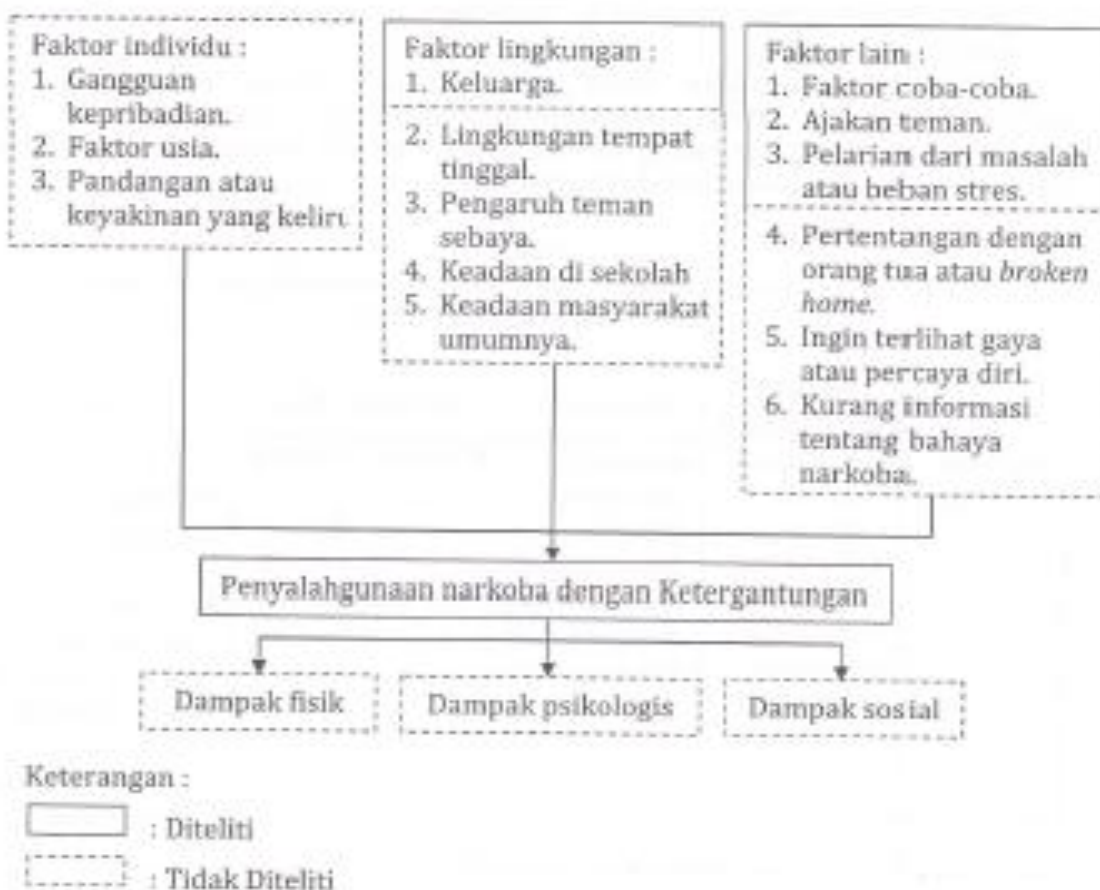 Faktor individu :
1. Gangguan
kepribadian.
2. Faktor usia.
3. Pandangan atau
keyakinan yang keliru
Faktor lingkungan :
1. Keluarga.
2. Lingkungan tempat
tinggal.
3. Pengaruh teman
sebaya.
4. Keadaan di sekolah
5. Keadaan masyarakat
umumnya.
Faktor lain :
1. Faktor coba-coba.
2. Ajakan teman.
3. Pelarian dari masalah
atau beban stres.
4. Pertentangan dengan
orang tua atau broken
home.
5. Ingin terlihat gaya
atau percaya diri.
6. Kurang informasi
tentang bahaya
narkoba.
Penyalahgunaan narkoba dengan Ketergantungan
Dampak fisik
Dampak psikologis
Dampak sosial
Keterangan :
: Diteliti
: Tidak Diteliti